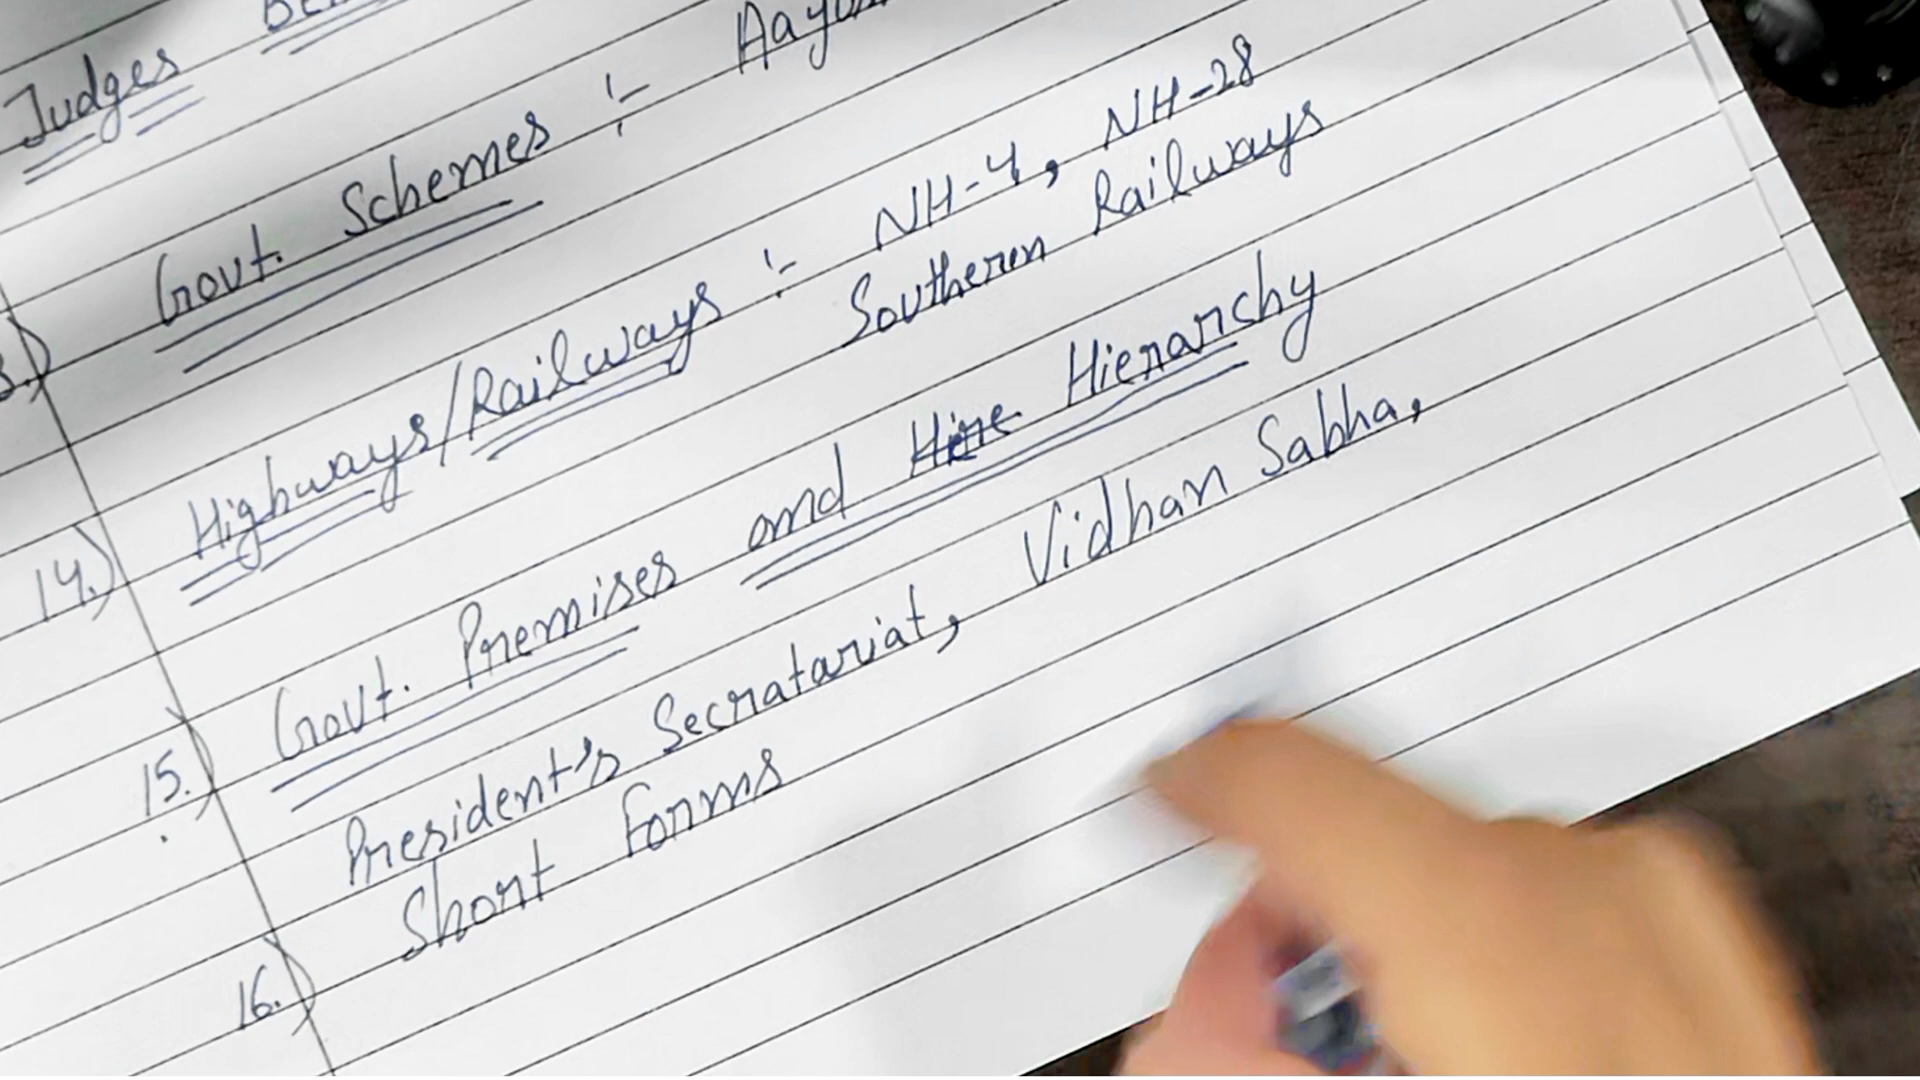 Judges
Govt. Schemes :-
14.) Highways/Railways :- NH-4, NH-28
Southeren Railways
15.) Govt. Premises and Hierarchy
President's Secratariat, Vidhan Sabha,
16.) Short Forms